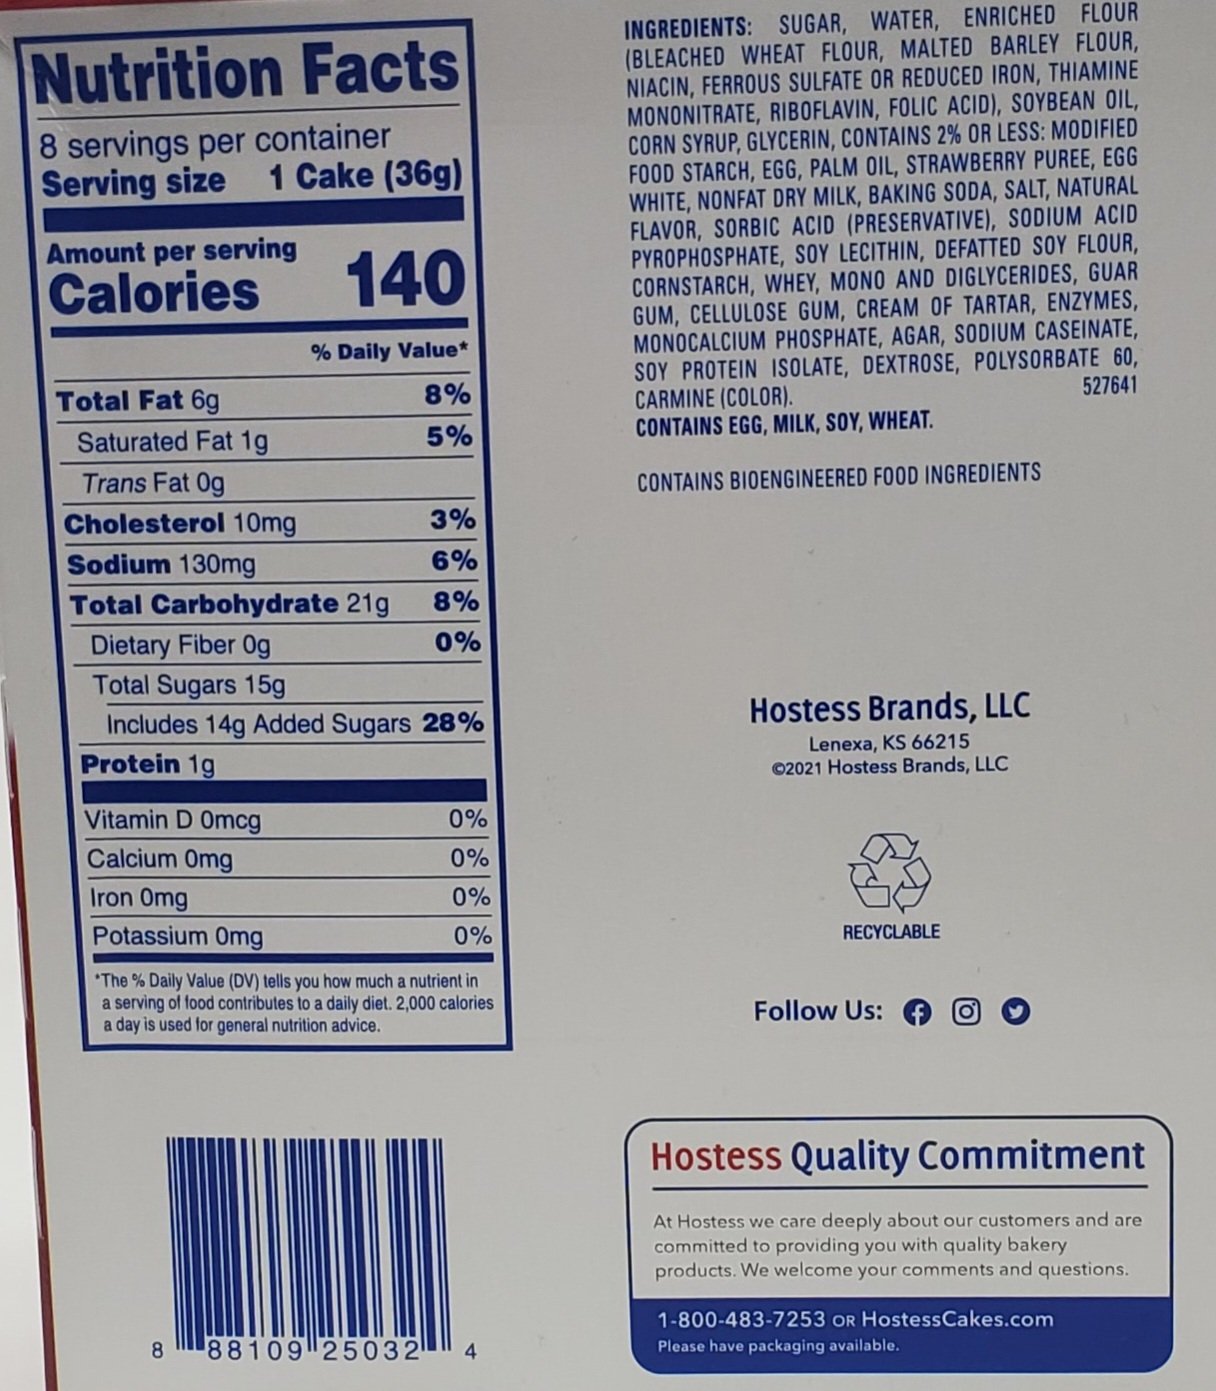 Nutrition Facts
8 servings per container
Serving size 1 Cake (36g)
Amount per serving
Calories 140
% Daily Value*
Total Fat 6g 8%
Saturated Fat 1g 5%
Trans Fat 0g
Cholesterol 10mg 3%
Sodium 130mg 6%
Total Carbohydrate 21g 8%
Dietary Fiber 0g 0%
Total Sugars 15g
Includes 14g Added Sugars 28%
Protein 1g
Vitamin D 0mcg 0%
Calcium 0mg 0%
Iron 0mg 0%
Potassium 0mg 0%
*The % Daily Value (DV) tells you how much a nutrient in
a serving of food contributes to a daily diet. 2,000 calories
a day is used for general nutrition advice.
8 88109 25032 4
INGREDIENTS: SUGAR, WATER, ENRICHED FLOUR
(BLEACHED WHEAT FLOUR, MALTED BARLEY FLOUR,
NIACIN, FERROUS SULFATE OR REDUCED IRON, THIAMINE
MONONITRATE, RIBOFLAVIN, FOLIC ACID), SOYBEAN OIL,
CORN SYRUP, GLYCERIN, CONTAINS 2% OR LESS: MODIFIED
FOOD STARCH, EGG, PALM OIL, STRAWBERRY PUREE, EGG
WHITE, NONFAT DRY MILK, BAKING SODA, SALT, NATURAL
FLAVOR, SORBIC ACID (PRESERVATIVE), SODIUM ACID
PYROPHOSPHATE, SOY LECITHIN, DEFATTED SOY FLOUR,
CORNSTARCH, WHEY, MONO AND DIGLYCERIDES, GUAR
GUM, CELLULOSE GUM, CREAM OF TARTAR, ENZYMES,
MONOCALCIUM PHOSPHATE, AGAR, SODIUM CASEINATE,
SOY PROTEIN ISOLATE, DEXTROSE, POLYSORBATE 60,
CARMINE (COLOR). 527641
CONTAINS EGG, MILK, SOY, WHEAT.
CONTAINS BIOENGINEERED FOOD INGREDIENTS
Hostess Brands, LLC
Lenexa, KS 66215
©2021 Hostess Brands, LLC
RECYCLABLE
Follow Us:
Hostess Quality Commitment
At Hostess we care deeply about our customers and are
committed to providing you with quality bakery
products. We welcome your comments and questions.
1-800-483-7253 OR HostessCakes.com
Please have packaging available.